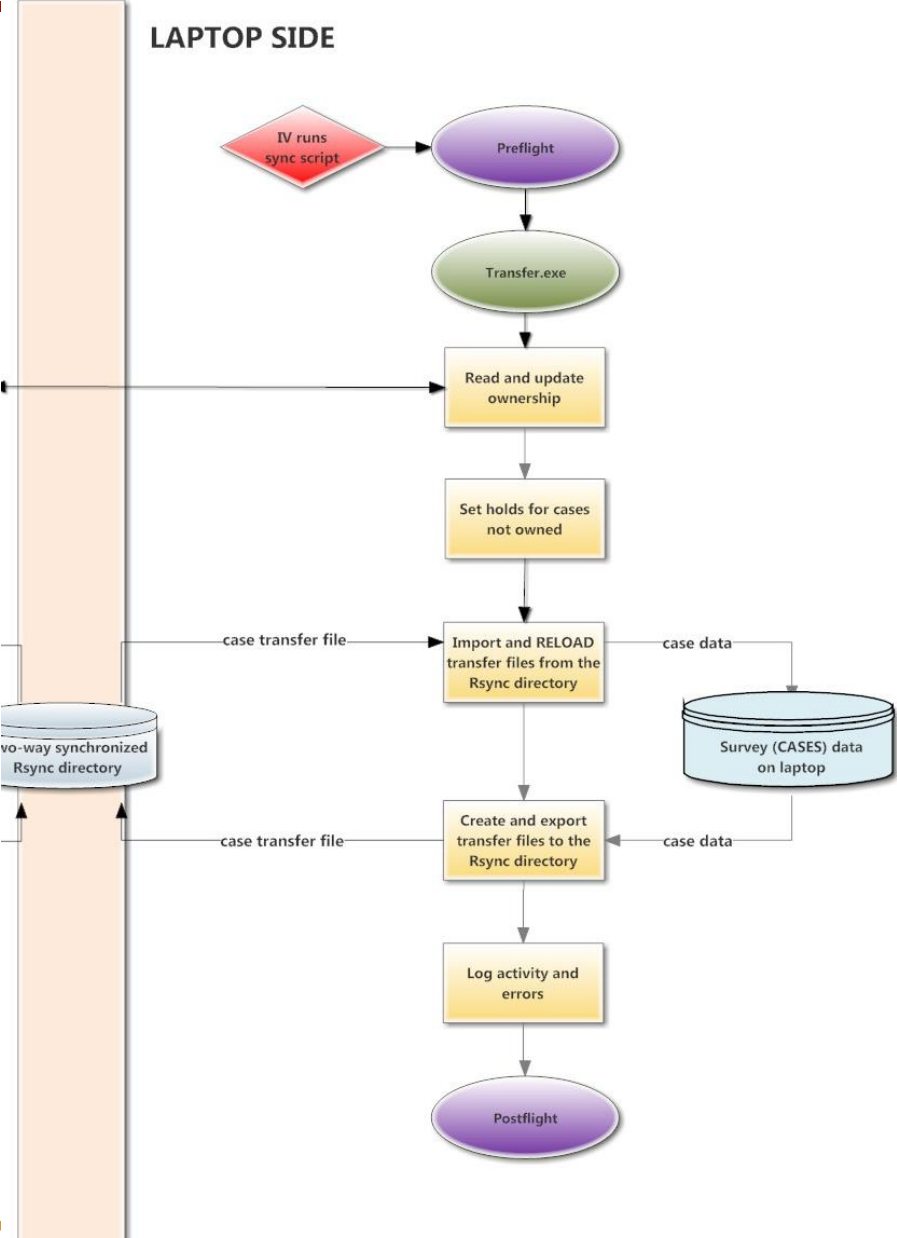 LAPTOP SIDE
IV runs
sync script
Preflight
Transfer.exe
Read and update
ownership
Set holds for cases
not owned
case transfer file
Import and RELOAD
transfer files from the
Rsync directory
case data
wo-way synchronized
Rsync directory
Survey (CASES) data
on laptop
case transfer file
Create and export
transfer files to the
Rsync directory
case data
Log activity and
errors
Postflight